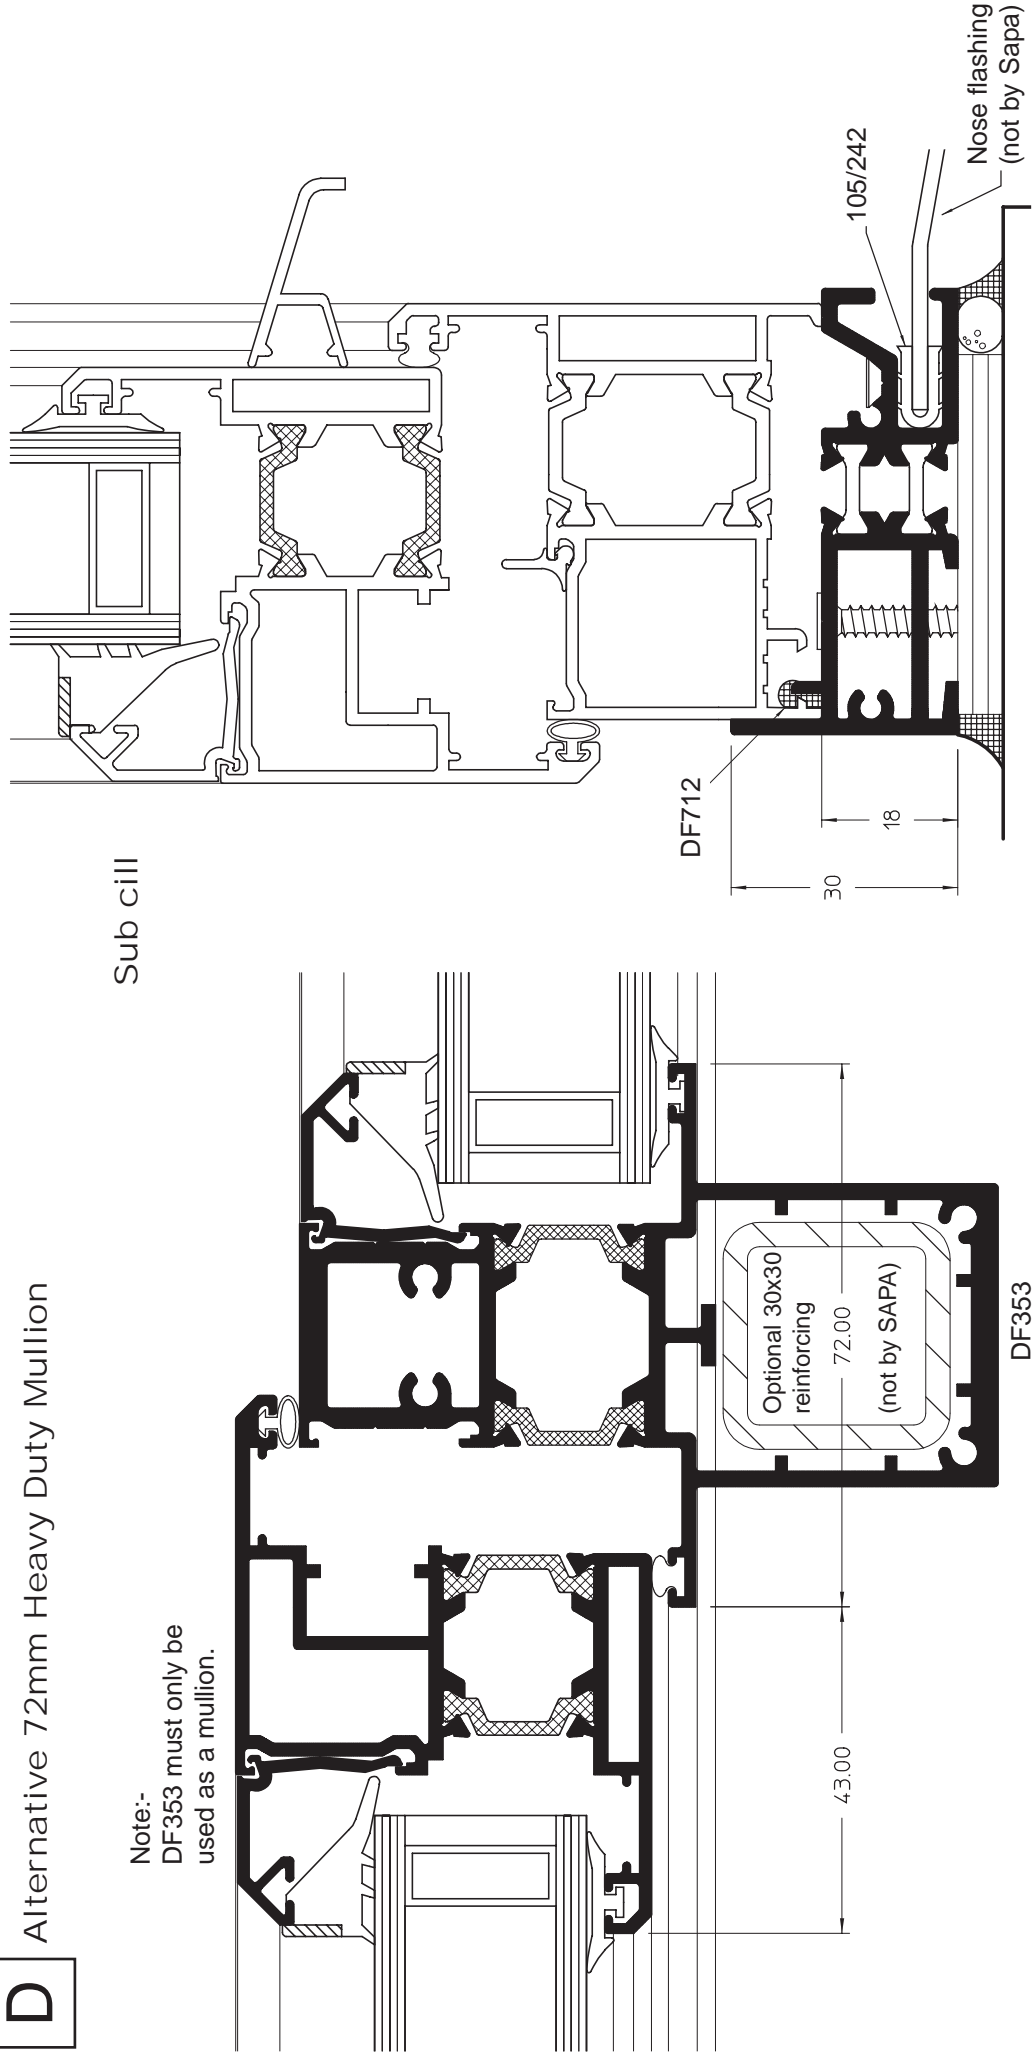 D
Alternative 72mm Heavy Duty Mullion
Note:-
DF353 must only be
used as a mullion.
43.00
72.00
Optional 30x30
reinforcing
(not by SAPA)
DF353
Sub cill
DF712
30
18
105/242
Nose flashing
(not by Sapa)